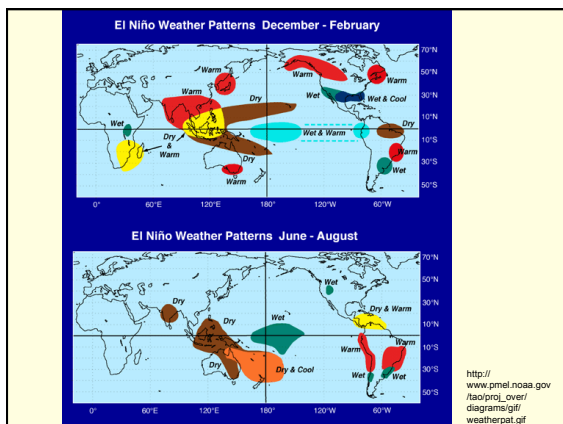 El Niño Weather Patterns December - February
70°N
Warm
Warm
50°N
Warm
Warm
Wet
Wet & Cool
30°N
Dry
10°N
Wet
Wet & Warm
Dry
Dry
&
Warm
Dry
10°S
Warm
30°S
Warm
Wet
50°S
0°
60°E
120°E
180°W
120°W
60°W
El Niño Weather Patterns June - August
70°N
Wet
50°N
Dry
30°N
Dry & Warm
Dry
Wet
10°N
Warm
10°S
Warm
Dry
Dry & Cool
30°S
Wet
Wet
50°S
0°
60°E
120°E
180°W
120°W
60°W
http://
www.pmel.noaa.gov
/tao/proj_over/
diagrams/gif/
weatherpat.gif